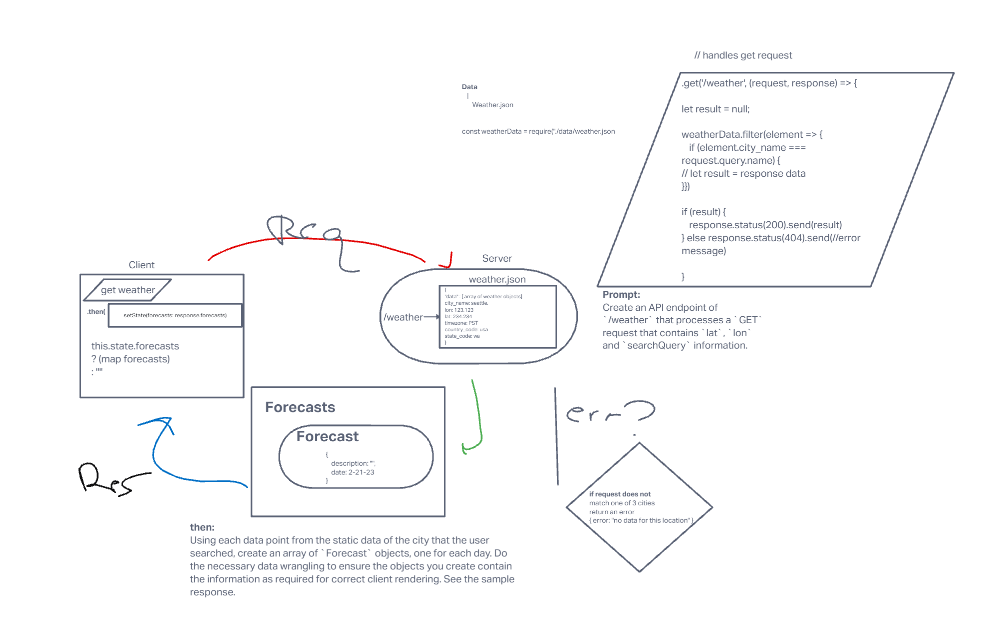 // handles get request
.get('/weather', (request, response) => {
let result = null;
weatherData.filter(element => {
if (element.city_name ===
request.query.name) {
// let result = response data
}})
if (result) {
response.status(200).send(result)
} else response.status(404).send(//error
message)
}
Data
|
Weather.json
const weatherData = require('./data/weather.json
Req
Client
get weather
.then(
setState(forecasts: response.forecasts)
this.state.forecasts
? (map forecasts)
: ""
Server
weather.json
/weather
{
"data": [array of weather objects]
city_name: seattle,
lon: 123.123
lat: 234.234
timezone: PST
country_code: usa
state_code: wa
}
Prompt:
Create an API endpoint of
`/weather` that processes a `GET`
request that contains `lat`, `lon`
and `searchQuery` information.
Forecasts
Forecast
{
description: "",
date: 2-21-23
}
Res
err?
if request does not
match one of 3 cities
return an error
{ error: "no data for this location" }
then:
Using each data point from the static data of the city that the user
searched, create an array of `Forecast` objects, one for each day. Do
the necessary data wrangling to ensure the objects you create contain
the information as required for correct client rendering. See the sample
response.